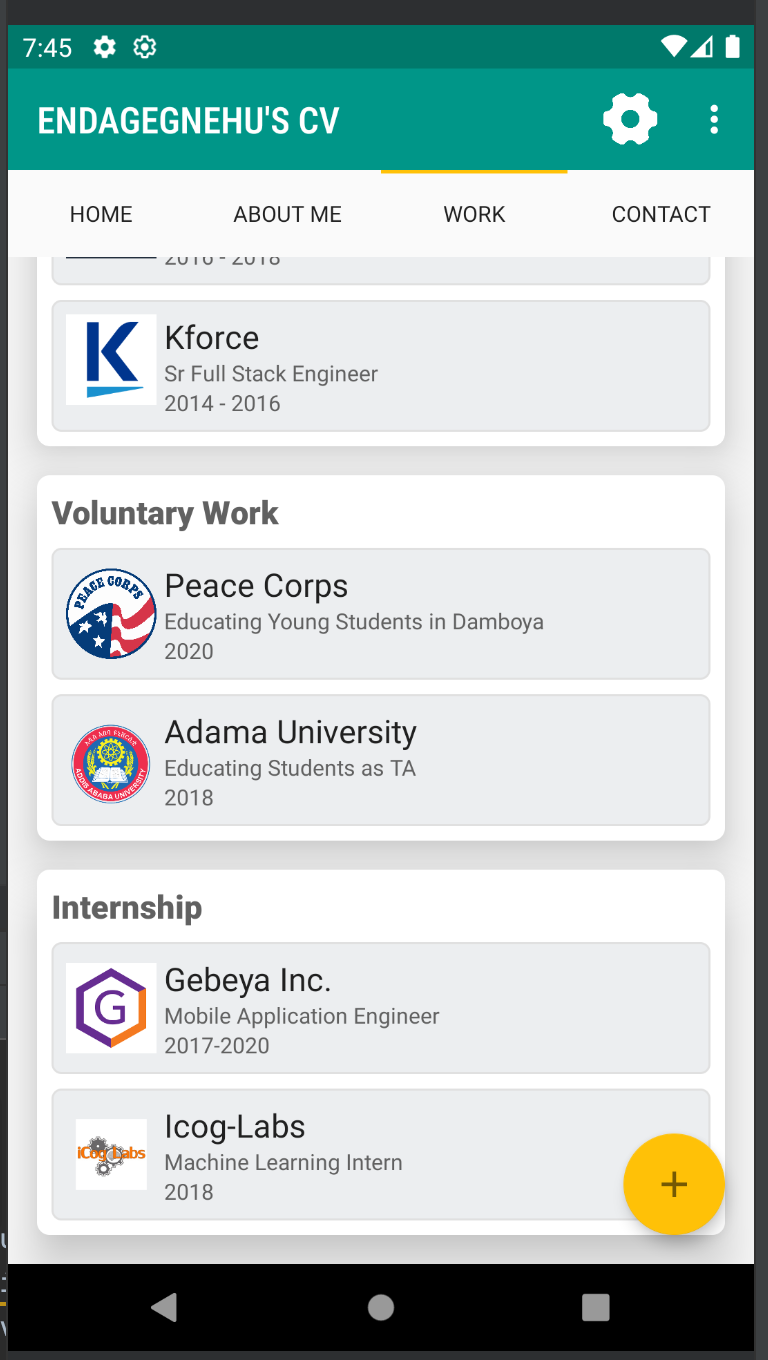 7:45
ENDAGEGNEHU'S CV
HOME
ABOUT ME
WORK
CONTACT
2016 - 2018
Kforce
Sr Full Stack Engineer
2014 - 2016
Voluntary Work
PEACE CORPS
Peace Corps
Educating Young Students in Damboya
2020
ADDIS ABABA UNIVERSITY
Adama University
Educating Students as TA
2018
Internship
G
Gebeya Inc.
Mobile Application Engineer
2017-2020
iCog Labs
Icog-Labs
Machine Learning Intern
2018
+